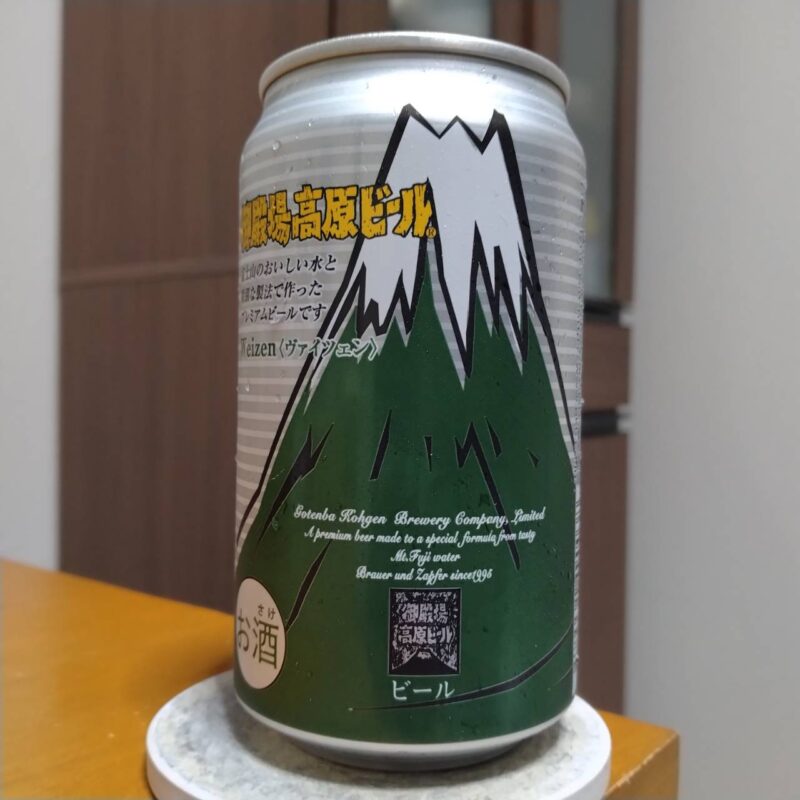 御殿場高原ビール®
富士山のおいしい水と
な製法で作った
プレミアムビールです
Weizen〈ヴァイツェン〉
Gotenba Kohgen Brewery Company, Limited
A premium beer made to a special formula from tasty
Mt.Fuji water
Brauer und Zapfer since1995
さけ
お酒
御殿場
高原ビール
ビール